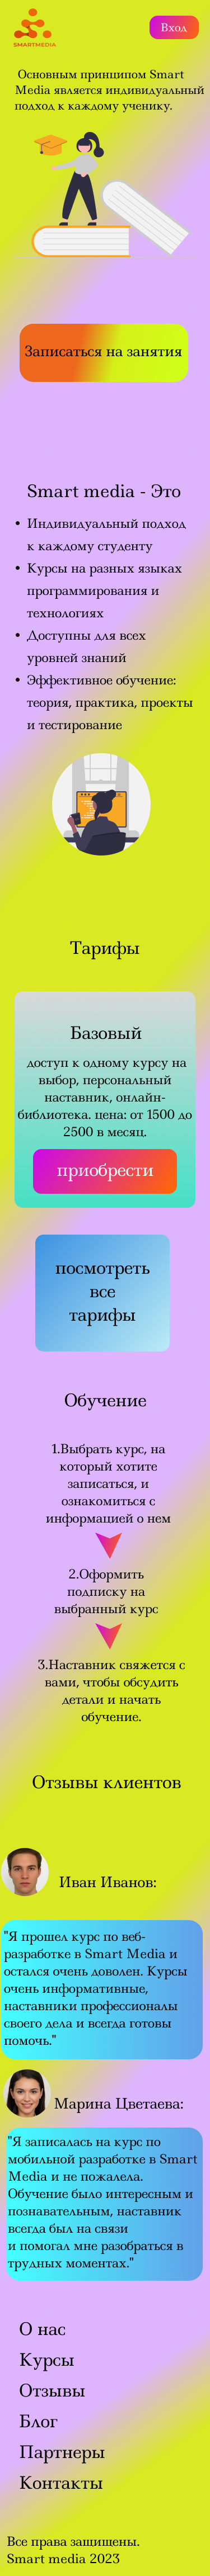 SMARTMEDIA
Вход
Основным принципом Smart
Media является индивидуальный
подход к каждому ученику.
Записаться на занятия
Smart media - Это
• Индивидуальный подход
к каждому студенту
• Курсы на разных языках
программирования и
технологиях
• Доступны для всех
уровней знаний
• Эффективное обучение:
теория, практика, проекты
и тестирование
Тарифы
Базовый
доступ к одному курсу на
выбор, персональный
наставник, онлайн-
библиотека. цена: от 1500 до
2500 в месяц.
приобрести
посмотреть
все
тарифы
Обучение
1.Выбрать курс, на
который хотите
записаться, и
ознакомиться с
информацией о нем
2.Оформить
подписку на
выбранный курс
3.Наставник свяжется с
вами, чтобы обсудить
детали и начать
обучение.
Отзывы клиентов
Иван Иванов:
"Я прошел курс по веб-
разработке в Smart Media и
остался очень доволен. Курсы
очень информативные,
наставники профессионалы
своего дела и всегда готовы
помочь."
Марина Цветаева:
"Я записалась на курс по
мобильной разработке в Smart
Media и не пожалела.
Обучение было интересным и
познавательным, наставник
всегда был на связи
и помогал мне разобраться в
трудных моментах."
О нас
Курсы
Отзывы
Блог
Партнеры
Контакты
Все права защищены.
Smart media 2023